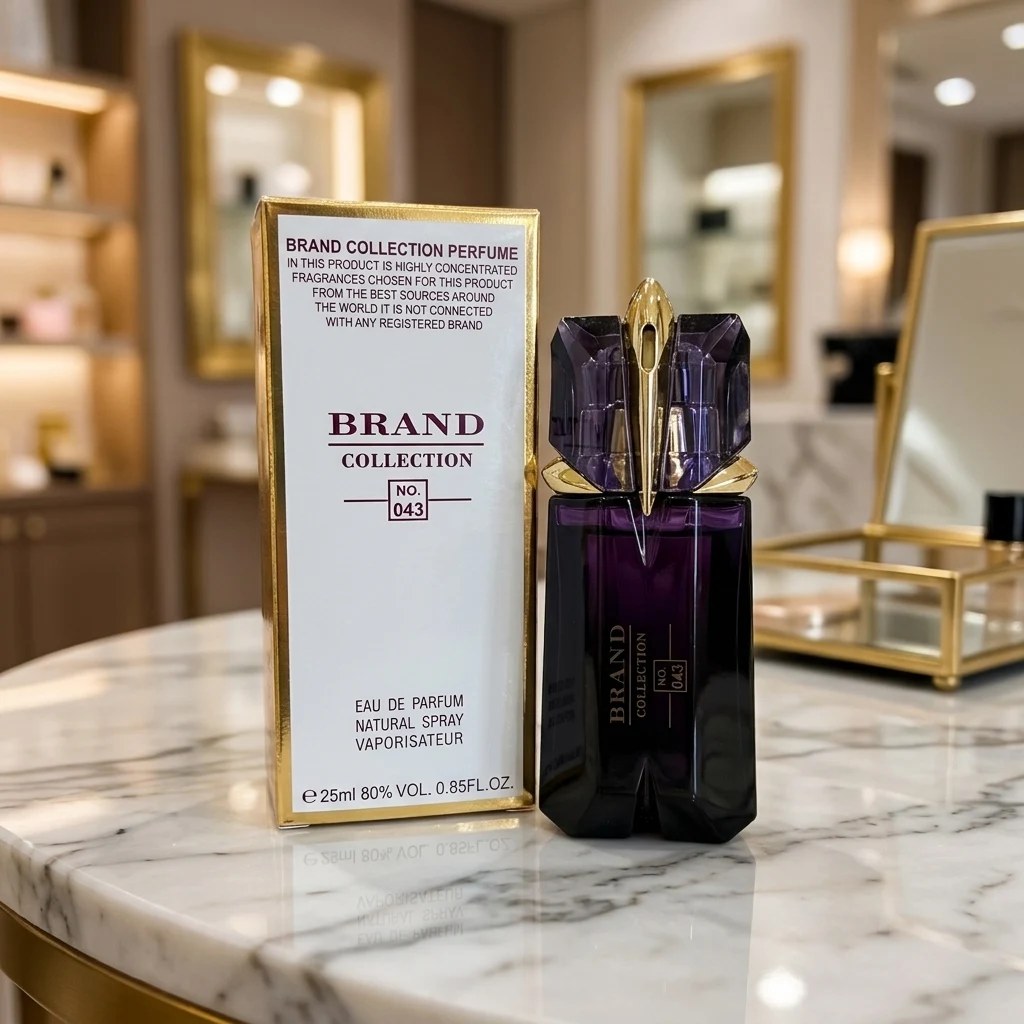 BRAND COLLECTION PERFUME
IN THIS PRODUCT IS HIGHLY CONCENTRATED
FRAGRANCES CHOSEN FOR THIS PRODUCT
FROM THE BEST SOURCES AROUND
THE WORLD IT IS NOT CONNECTED
WITH ANY REGISTERED BRAND
BRAND
COLLECTION
NO.
043
EAU DE PARFUM
NATURAL SPRAY
VAPORISATEUR
℮ 25ml 80% VOL. 0.85FL.OZ.
BRAND
COLLECTION
NO.
043